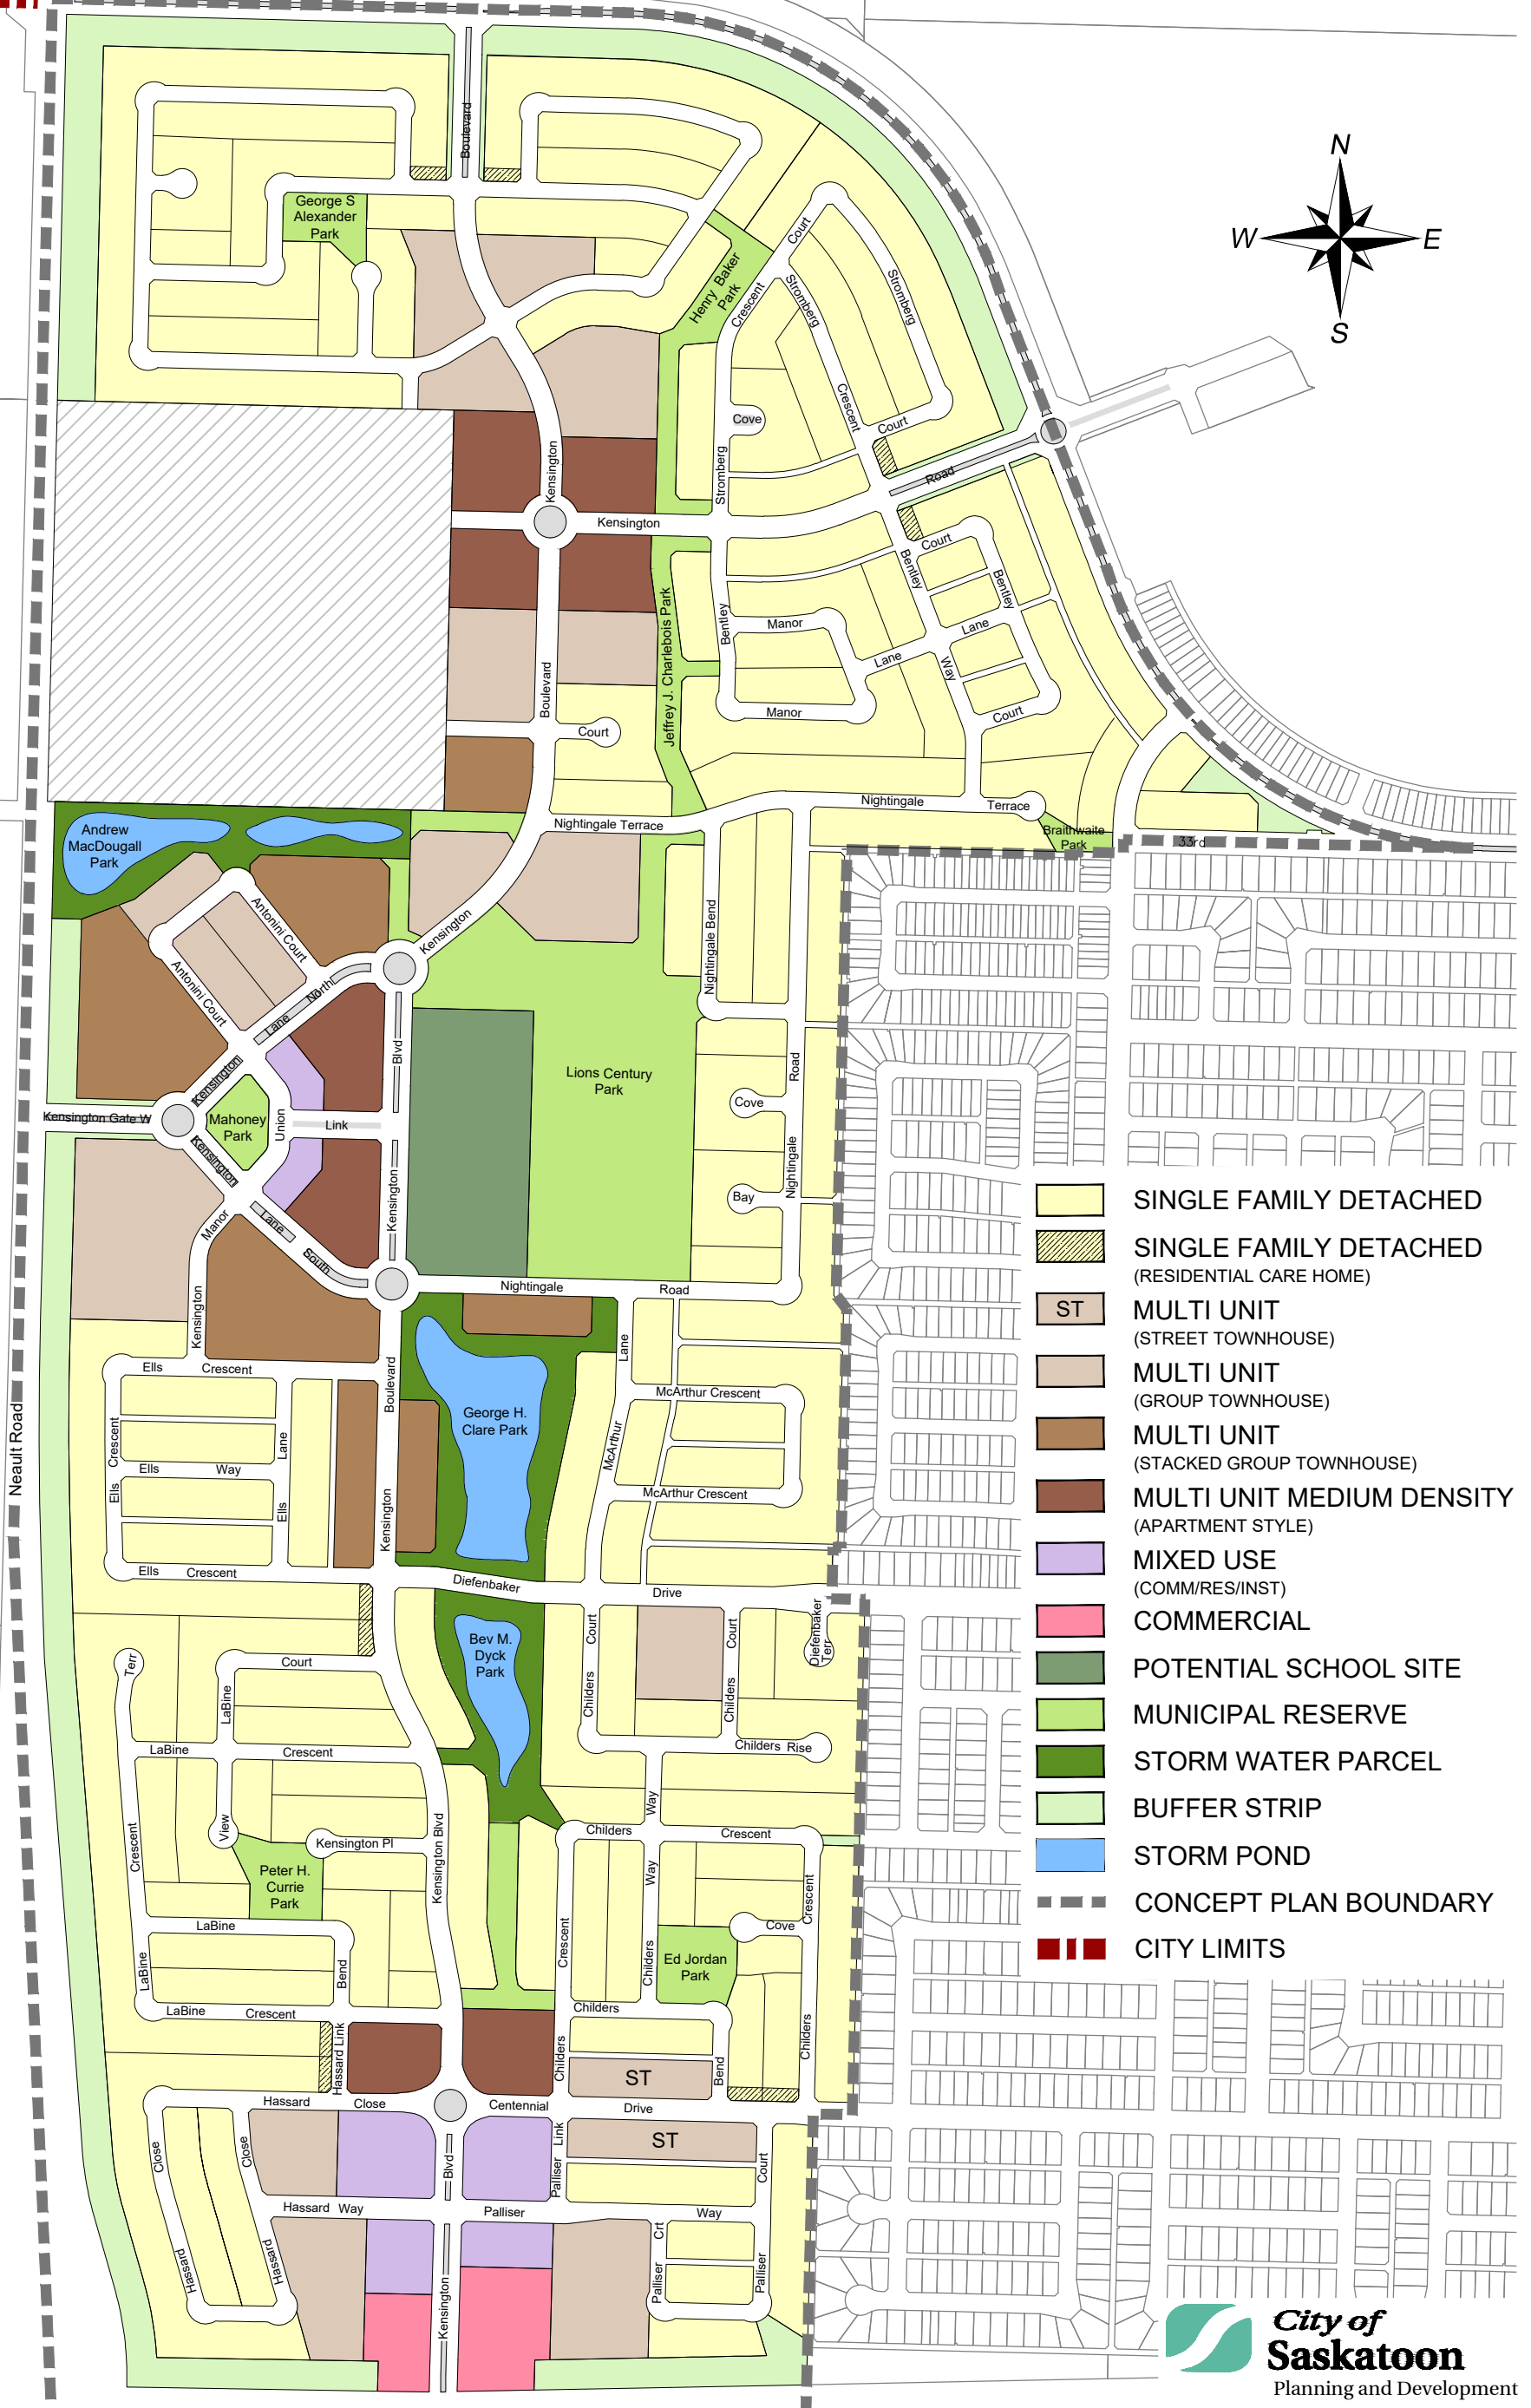 Boulevard
George S
Alexander
Park
Henry Baker
Park
Court
Crescent
Stromberg
Stromberg
Crescent
Court
Cove
Stromberg
Kensington
Kensington
Road
N
W
E
S
Court
Bentley
Bentley
Bentley
Manor
Lane
Lane
Way
Manor
Court
Jeffrey J. Charlebois Park
Boulevard
Court
Nightingale
Terrace
Nightingale Terrace
Braithwaite
Park
33rd
Andrew
MacDougall
Park
Antonini Court
Antonini Court
Kensington
Nightingale Bend
Lane
North
Blvd
Lions Century
Park
Road
Kensington
Kensington Gate W
Mahoney
Park
Union
Link
Cove
Kensington
Kensington
Nightingale
Bay
Manor
Lane
South
Kensington
Nightingale
Road
Lane
Ells
Crescent
Boulevard
McArthur Crescent
George H.
Clare Park
Crescent
Lane
McArthur
Ells
Way
Ells
Ells
McArthur Crescent
Kensington
Neault Road
Ells
Crescent
Diefenbaker
Drive
Court
Court
Diefenbaker
Terr
Bev M.
Dyck
Park
Terr
Court
LaBine
Childers
Childers
LaBine
Crescent
Childers Rise
Way
View
Kensington Pl
Childers
Crescent
Crescent
Kensington Blvd
Peter H.
Currie
Park
Way
Crescent
LaBine
Cove
Crescent
Ed Jordan
Park
LaBine
Bend
Childers
LaBine
Crescent
Childers
Hassard Link
Childers
Childers
ST
Bend
Hassard
Close
Centennial
Drive
Close
Close
Link
ST
Blvd
Palliser
Court
Hassard Way
Palliser
Way
Crt
Hassard
Hassard
Palliser
Palliser
Kensington
SINGLE FAMILY DETACHED
SINGLE FAMILY DETACHED
(RESIDENTIAL CARE HOME)
ST
MULTI UNIT
(STREET TOWNHOUSE)
MULTI UNIT
(GROUP TOWNHOUSE)
MULTI UNIT
(STACKED GROUP TOWNHOUSE)
MULTI UNIT MEDIUM DENSITY
(APARTMENT STYLE)
MIXED USE
(COMM/RES/INST)
COMMERCIAL
POTENTIAL SCHOOL SITE
MUNICIPAL RESERVE
STORM WATER PARCEL
BUFFER STRIP
STORM POND
CONCEPT PLAN BOUNDARY
CITY LIMITS
City of
Saskatoon
Planning and Development